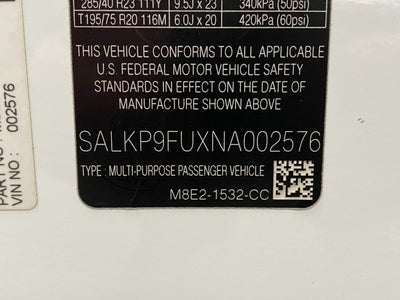 285/40 R23 111Y 9.5J x 23 340kPa (50psi)
T195/75 R20 116M 6.0J x 20 420kPa (60psi)
THIS VEHICLE CONFORMS TO ALL APPLICABLE
U.S. FEDERAL MOTOR VEHICLE SAFETY
STANDARDS IN EFFECT ON THE DATE OF
MANUFACTURE SHOWN ABOVE
SALKP9FUXNA002576
TYPE : MULTI-PURPOSE PASSENGER VEHICLE
M8E2-1532-CC
PART NO :
VIN NO : 002576